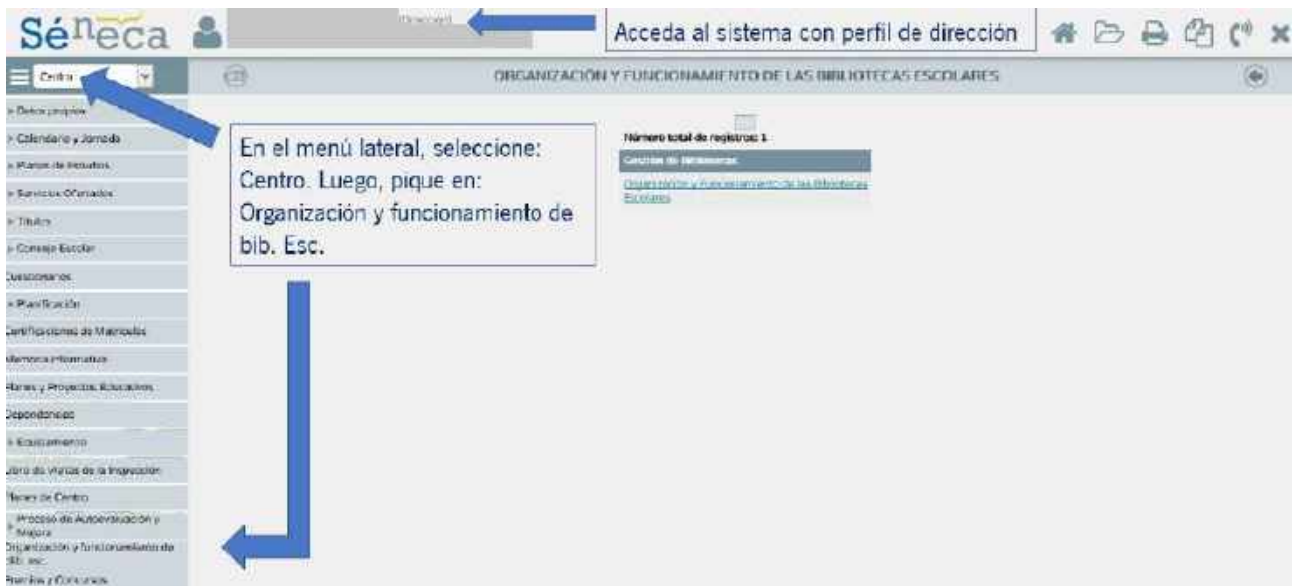 Séneca
Acceda al sistema con perfil de dirección
Centro
ORGANIZACIÓN Y FUNCIONAMIENTO DE LAS BIBLIOTECAS ESCOLARES
Datos propios
Calendario y Jornada
Planes de Estudios
Servicios Ofertados
Títulos
Consejo Escolar
Cuestionarios
Planificación
Certificaciones de Matrículas
Memoria Informativa
Planes y Proyectos Educativos
Dependencias
Equipamiento
Libro de Visitas de la Inspección
Planes de Centro
Proceso de Autoevaluación y
Mejora
Organización y funcionamiento de
bib. esc.
Premios y Concursos
En el menú lateral, seleccione:
Centro. Luego, pique en:
Organización y funcionamiento de
bib. Esc.
Número total de registros: 1
Gestión de Bibliotecas
Organización y Funcionamiento de las Bibliotecas
Escolares